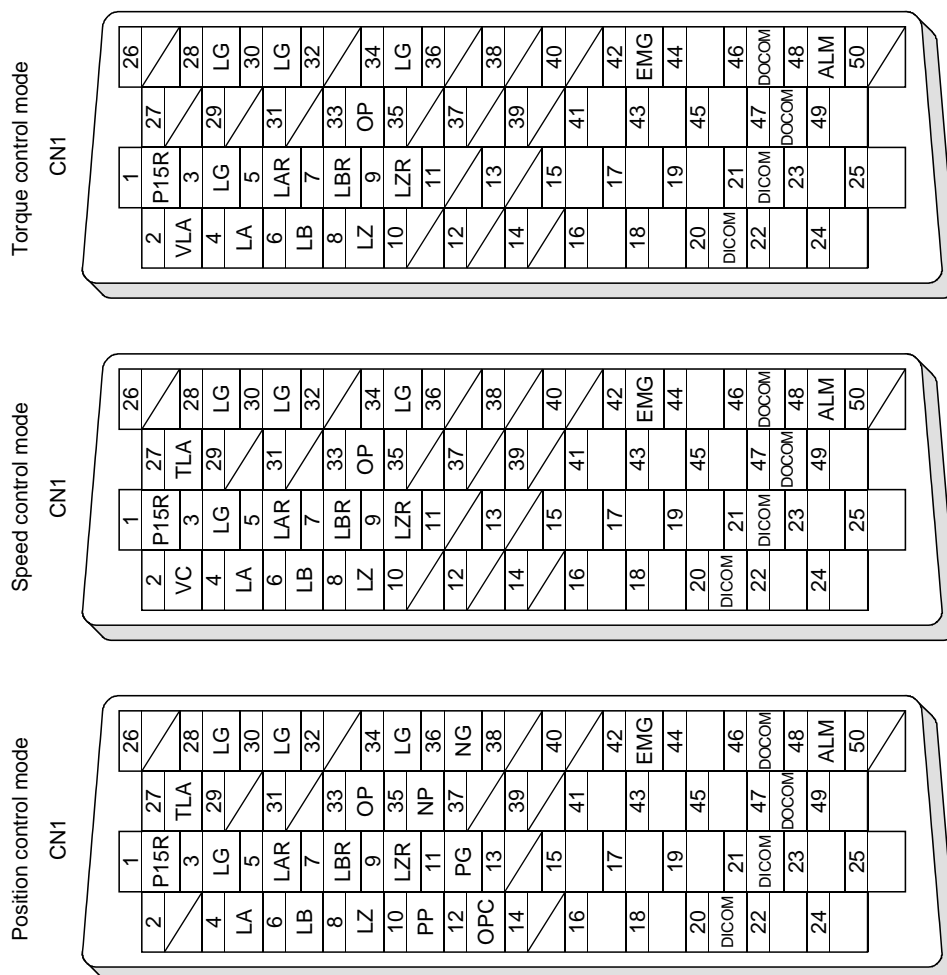 Position control mode
CN1
1 26
2 P15R 27
3 TLA 28
4 LG 29 LG
LA 5 30
6 LAR 31 LG
LB 7 32
8 LBR 33
LZ 9 OP 34
10 LZR 35 LG
PP 11 NP 36
12 PG 37 NG
OPC 13 38
14 39
15 40
16 41
17 42
18 43 EMG
19 44
20 45
DICOM 21 46
22 DICOM 47 DOCOM
23 DOCOM 48
24 49 ALM
25 50
Speed control mode
CN1
1 26
2 P15R 27
VC 3 TLA 28
4 LG 29 LG
LA 5 30
6 LAR 31 LG
LB 7 32
8 LBR 33
LZ 9 OP 34
10 LZR 35 LG
11 36
12 37
13 38
14 39
15 40
16 41
17 42
18 43 EMG
19 44
20 45
DICOM 21 46
22 DICOM 47 DOCOM
23 DOCOM 48
24 49 ALM
25 50
Torque control mode
CN1
1 26
2 P15R 27
VLA 3 28
4 LG 29 LG
LA 5 30
6 LAR 31 LG
LB 7 32
8 LBR 33
LZ 9 OP 34
10 LZR 35 LG
11 36
12 37
13 38
14 39
15 40
16 41
17 42
18 43 EMG
19 44
20 45
DICOM 21 46
22 DICOM 47 DOCOM
23 DOCOM 48
24 49 ALM
25 50